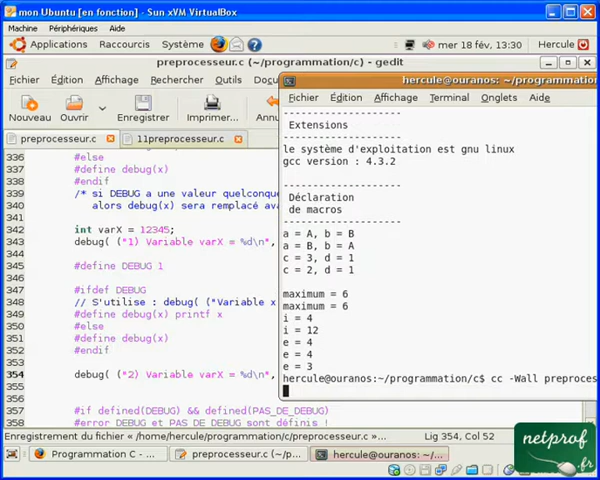 mon Ubuntu [en fonction] - Sun xVM VirtualBox
Machine Périphériques Aide
Applications Raccourcis Système mer 18 fév, 13:30 Hercule
preprocesseur.c (~/programmation/c) - gedit
Fichier Édition Affichage Rechercher Outils Docu
Nouveau Ouvrir Enregistrer Imprimer... Annu
preprocesseur.c 11preprocesseur.c
336 #else
337 #define debug(x)
338 #endif
339 /* si DEBUG a une valeur quelconque
340 alors debug(x) sera remplacé ava
341
342 int varX = 12345;
343 debug( ("1) Variable varX = %d\n",
344
345 #define DEBUG 1
346
347 #ifdef DEBUG
348 // S'utilise : debug( ("Variable x
349 #define debug(x) printf x
350 #else
351 #define debug(x)
352 #endif
353
354 debug( ("2) Variable varX = %d\n",
355
356
357 #if defined(DEBUG) && defined(PAS_DE_DEBUG)
358 #error DEBUG et PAS DE DEBUG sont définis !
Enregistrement du fichier « /home/hercule/programmation/c/preprocesseur.c »... Lig 354, Col 52
hercule@ouranos: ~/programmation
Fichier Édition Affichage Terminal Onglets Aide
--------------------
Extensions
--------------------
le système d'exploitation est gnu linux
gcc version : 4.3.2
--------------------
Déclaration
de macros
--------------------
a = A, b = B
a = B, b = A
c = 3, d = 1
c = 2, d = 1
maximum = 6
maximum = 6
i = 4
i = 12
e = 4
e = 4
e = 3
hercule@ouranos:~/programmation/c$ cc -Wall preproces
Programmation C - ... preprocesseur.c (~/p... hercule@ouranos: ~/...
netprof
.fr